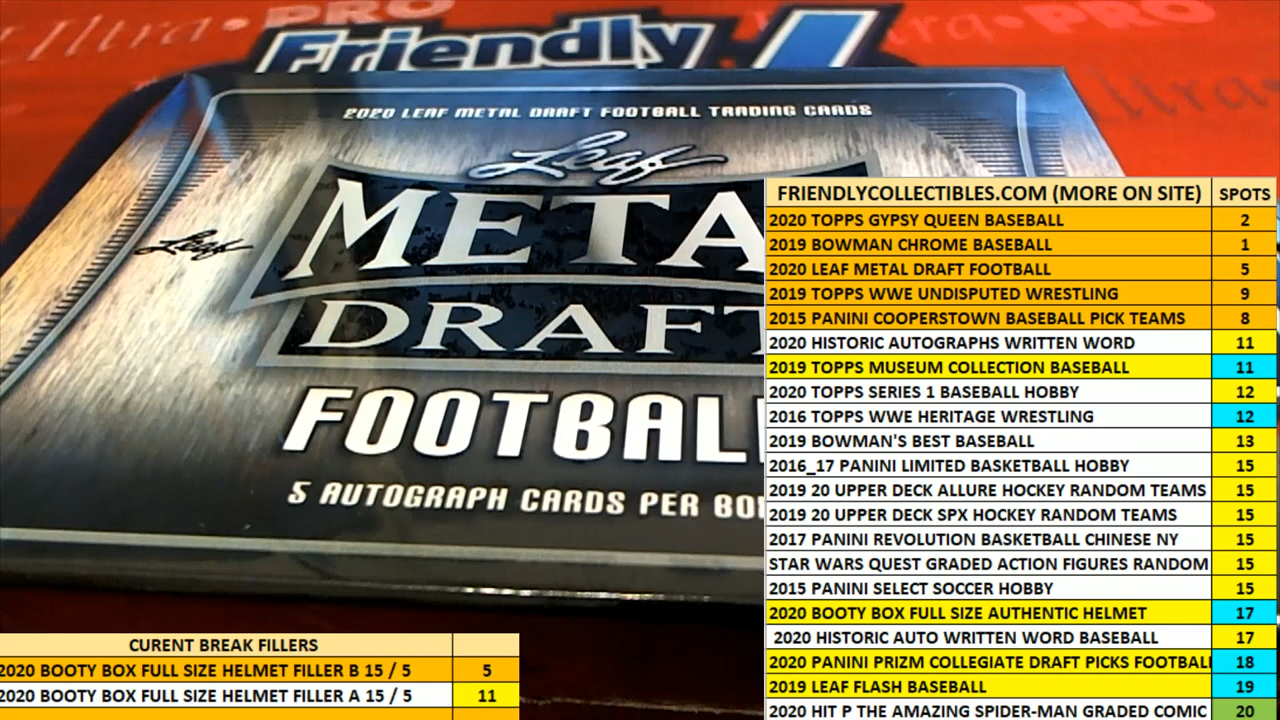 ltra•PRO
PRO
Friendly
ltra•
2020 LEAF METAL DRAFT FOOTBALL TRADING CARDS
Leaf
Leaf
META
DRAFT
FOOTBAL
5 AUTOGRAPH CARDS PER BO
FRIENDLYCOLLECTIBLES.COM (MORE ON SITE) SPOTS
2020 TOPPS GYPSY QUEEN BASEBALL 2
2019 BOWMAN CHROME BASEBALL 1
2020 LEAF METAL DRAFT FOOTBALL 5
2019 TOPPS WWE UNDISPUTED WRESTLING 9
2015 PANINI COOPERSTOWN BASEBALL PICK TEAMS 8
2020 HISTORIC AUTOGRAPHS WRITTEN WORD 11
2019 TOPPS MUSEUM COLLECTION BASEBALL 11
2020 TOPPS SERIES 1 BASEBALL HOBBY 12
2016 TOPPS WWE HERITAGE WRESTLING 12
2019 BOWMAN'S BEST BASEBALL 13
2016_17 PANINI LIMITED BASKETBALL HOBBY 15
2019 20 UPPER DECK ALLURE HOCKEY RANDOM TEAMS 15
2019 20 UPPER DECK SPX HOCKEY RANDOM TEAMS 15
2017 PANINI REVOLUTION BASKETBALL CHINESE NY 15
STAR WARS QUEST GRADED ACTION FIGURES RANDOM 15
2015 PANINI SELECT SOCCER HOBBY 15
2020 BOOTY BOX FULL SIZE AUTHENTIC HELMET 17
2020 HISTORIC AUTO WRITTEN WORD BASEBALL 17
2020 PANINI PRIZM COLLEGIATE DRAFT PICKS FOOTBALL 18
2019 LEAF FLASH BASEBALL 19
2020 HIT P THE AMAZING SPIDER-MAN GRADED COMIC 20
CURENT BREAK FILLERS
2020 BOOTY BOX FULL SIZE HELMET FILLER B 15 / 5 5
2020 BOOTY BOX FULL SIZE HELMET FILLER A 15 / 5 11